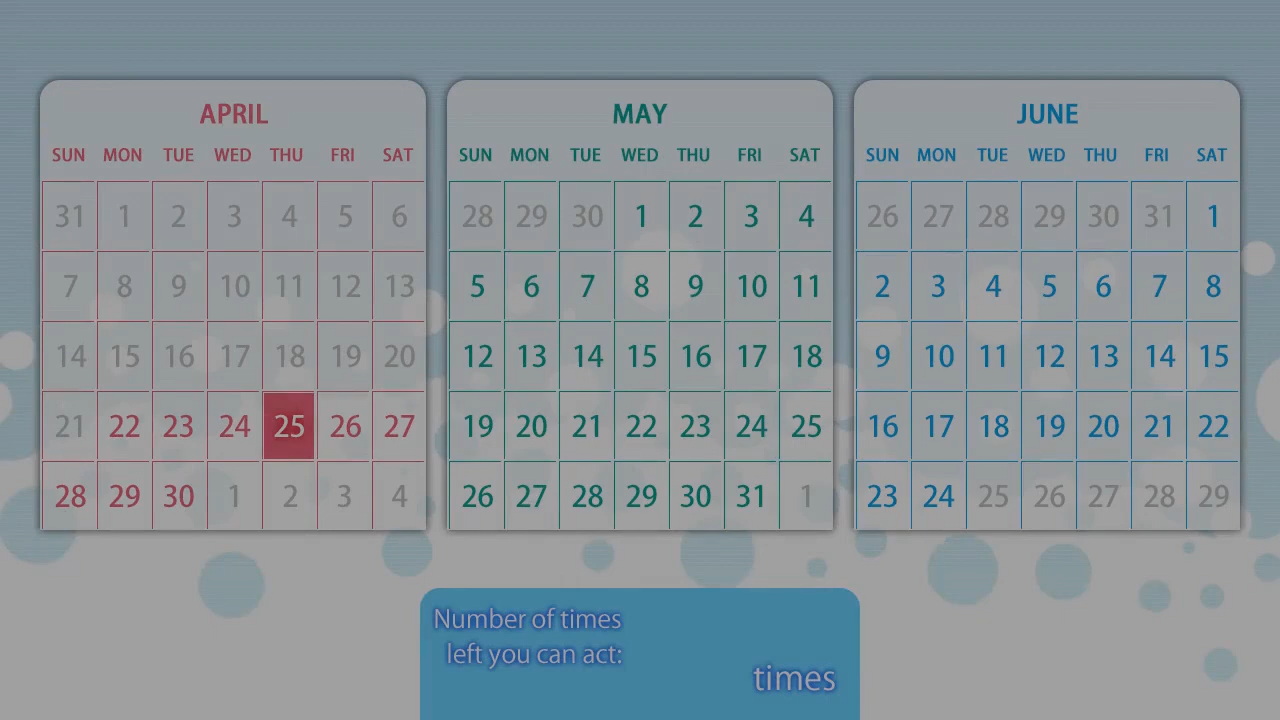 APRIL
SUN MON TUE WED THU FRI SAT
31 1 2 3 4 5 6
7 8 9 10 11 12 13
14 15 16 17 18 19 20
21 22 23 24 25 26 27
28 29 30 1 2 3 4
MAY
SUN MON TUE WED THU FRI SAT
28 29 30 1 2 3 4
5 6 7 8 9 10 11
12 13 14 15 16 17 18
19 20 21 22 23 24 25
26 27 28 29 30 31 1
JUNE
SUN MON TUE WED THU FRI SAT
26 27 28 29 30 31 1
2 3 4 5 6 7 8
9 10 11 12 13 14 15
16 17 18 19 20 21 22
23 24 25 26 27 28 29
Number of times
left you can act:
times